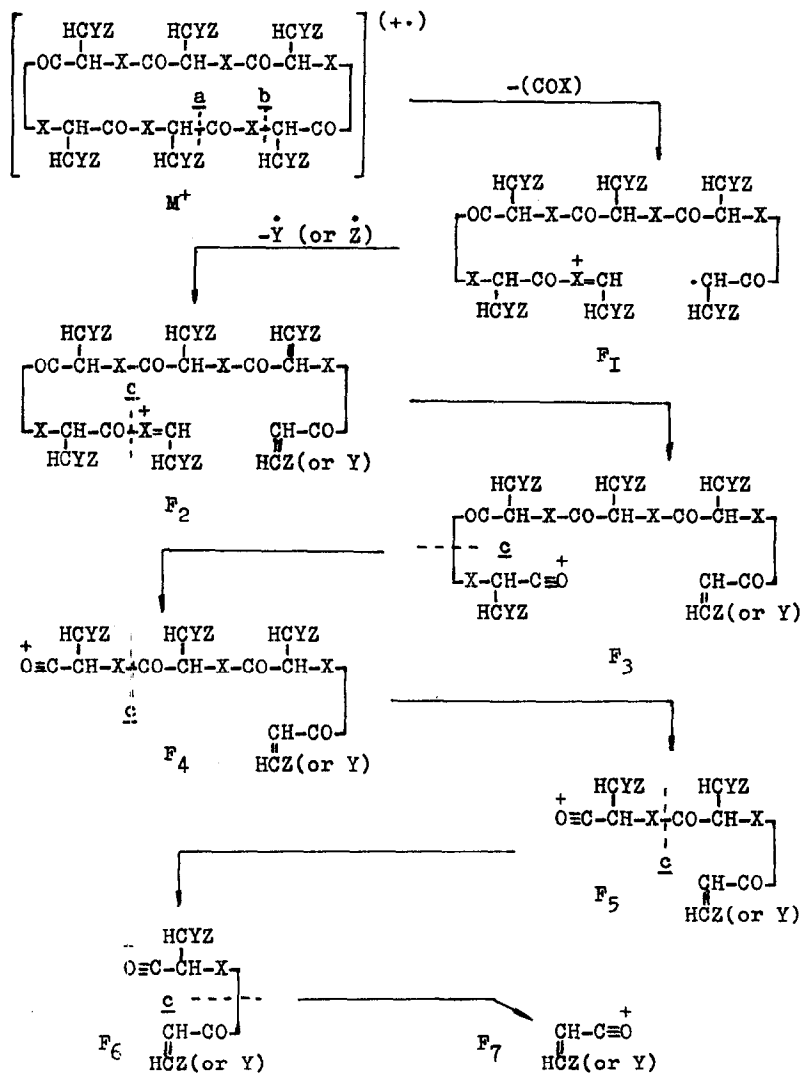 HCYZ HCYZ HCYZ (+•)
OC-CH-X-CO-CH-X-CO-CH-X
a b
X-CH-CO-X-CH-CO-X-CH-CO
HCYZ HCYZ HCYZ
M+
-(COX)
HCYZ HCYZ HCYZ
OC-CH-X-CO-CH-X-CO-CH-X
+
X-CH-CO-X=CH •CH-CO
HCYZ HCYZ HCYZ
F1
-Ẏ (or Ż)
HCYZ HCYZ HCYZ
OC-CH-X-CO-CH-X-CO-CH-X
c
+
X-CH-CO-X=CH CH-CO
HCYZ HCYZ HCZ(or Y)
F2
HCYZ HCYZ HCYZ
OC-CH-X-CO-CH-X-CO-CH-X
c +
X-CH-C≡O CH-CO
HCYZ HCZ(or Y)
F3
+ HCYZ HCYZ HCYZ
O≡C-CH-X-CO-CH-X-CO-CH-X
c
CH-CO
HCZ(or Y)
F4
+ HCYZ HCYZ
O≡C-CH-X-CO-CH-X
c
CH-CO
HCZ(or Y)
F5
HCYZ
O≡C-CH-X
c
CH-CO
HCZ(or Y)
F6
+
CH-C≡O
HCZ(or Y)
F7